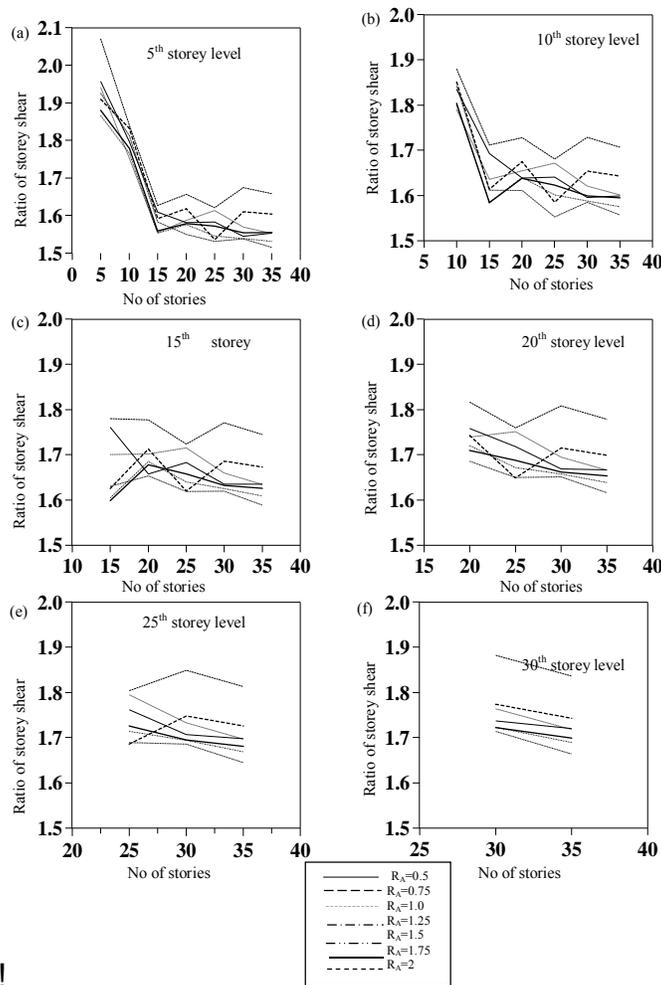 (a)
5th storey level
Ratio of storey shear
2.1
2.0
1.9
1.8
1.7
1.6
1.5
0 5 10 15 20 25 30 35 40
No of stories
(b)
10th storey level
Ratio of storey shear
2.0
1.9
1.8
1.7
1.6
1.5
5 10 15 20 25 30 35 40
No of stories
(c)
15th storey
Ratio of storey shear
2.0
1.9
1.8
1.7
1.6
1.5
10 15 20 25 30 35 40
No of stories
(d)
20th storey level
Ratio of storey shear
2.0
1.9
1.8
1.7
1.6
1.5
15 20 25 30 35 40
No of stories
(e)
25th storey level
Ratio of storey shear
2.0
1.9
1.8
1.7
1.6
1.5
20 25 30 35 40
No of stories
(f)
30th storey level
Ratio of storey shear
2.0
1.9
1.8
1.7
1.6
1.5
25 30 35 40
No of stories
RA=0.5
RA=0.75
RA=1.0
RA=1.25
RA=1.5
RA=1.75
RA=2
!